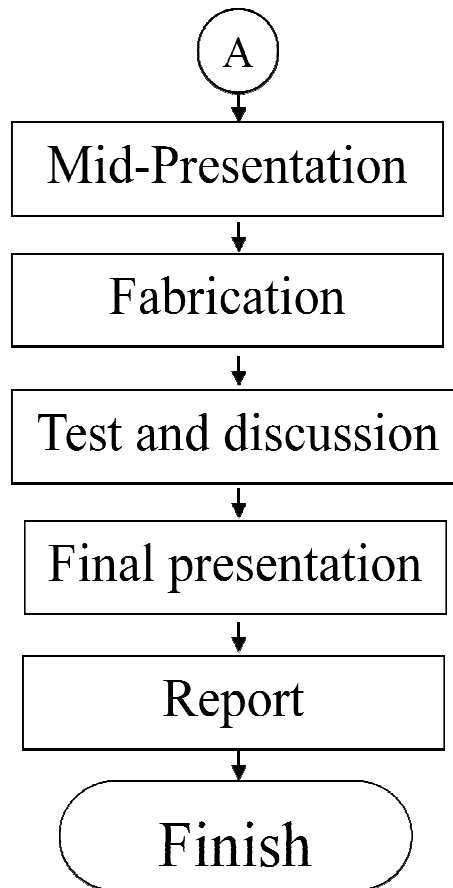 A
Mid-Presentation
Fabrication
Test and discussion
Final presentation
Report
Finish